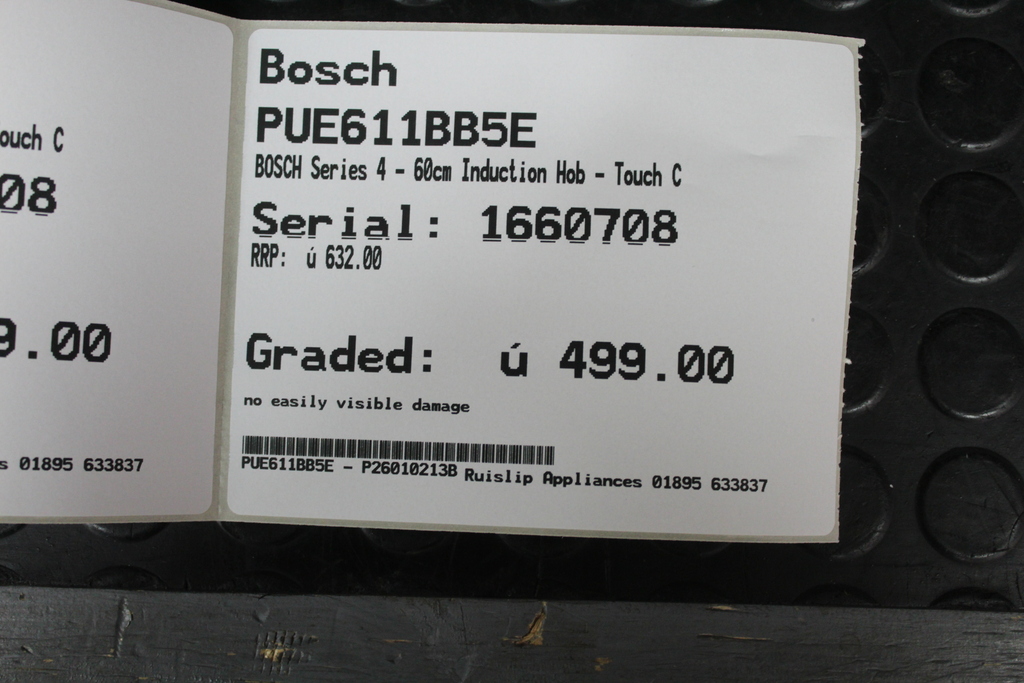 ouch C
08
9.00
s 01895 633837
Bosch
PUE611BB5E
BOSCH Series 4 - 60cm Induction Hob - Touch C
Serial: 1660708
RRP: ú 632.00
Graded: ú 499.00
no easily visible damage
PUE611BB5E - P26010213B
Ruislip Appliances 01895 633837